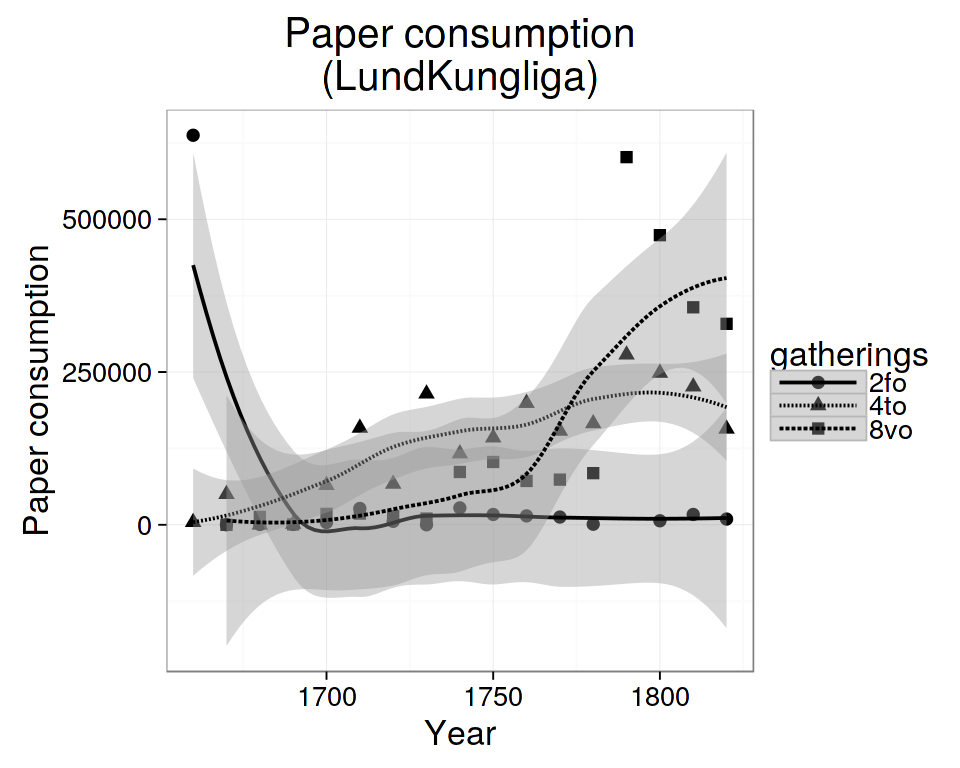 Paper consumption
(LundKungliga)
Paper consumption
500000
250000
0
1700
1750
1800
Year
gatherings
2fo
4to
8vo